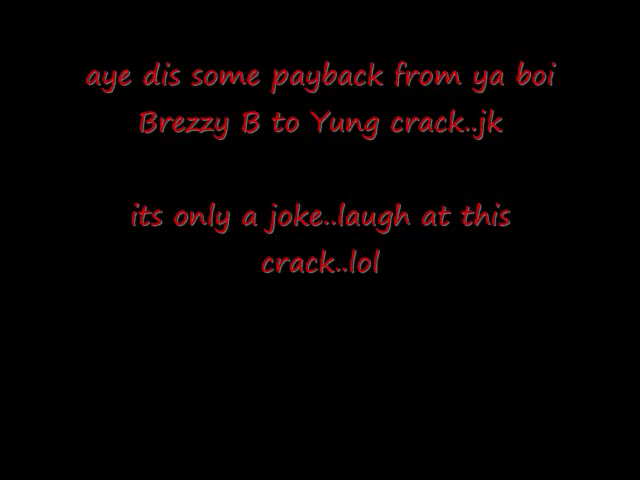 aye dis some payback from ya boi
Brezzy B to Yung crack..jk
its only a joke..laugh at this
crack..lol